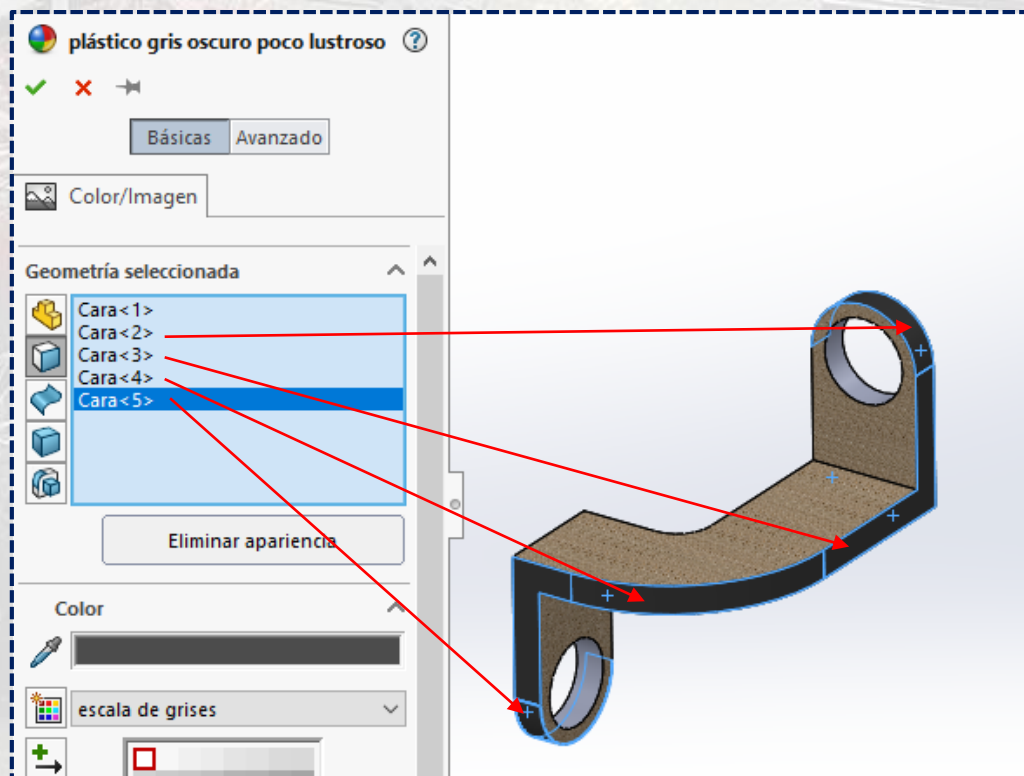 plástico gris oscuro poco lustroso ?
Básicas Avanzado
Color/Imagen
Geometría seleccionada
Cara<1>
Cara<2>
Cara<3>
Cara<4>
Cara<5>
Eliminar apariencia
Color
escala de grises